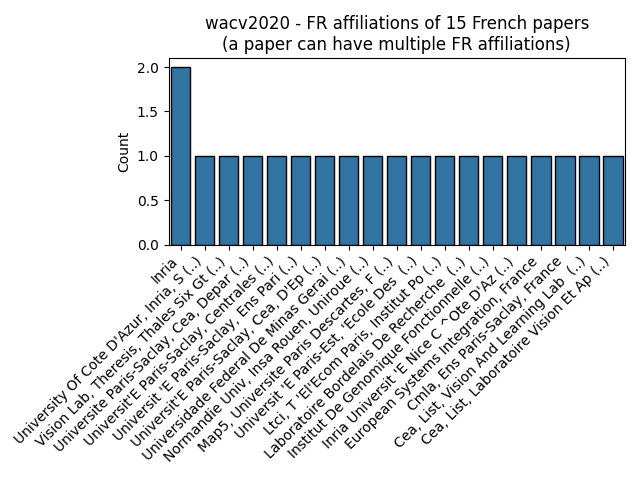 wacv2020 - FR affiliations of 15 French papers
(a paper can have multiple FR affiliations)
2.0
1.5
1.0
0.5
0.0
Count
Inria
University Of Cote D'Azur, Inria, S (..)
Vision Lab, Theresis, Thales Six Gt (..)
Universite Paris-Saclay, Cea, Depar (..)
Universit'E Paris-Saclay, Centrales (..)
Universit 'E Paris-Saclay, Ens Pari (..)
Universit'E Paris-Saclay, Cea, D'Ep (..)
Universidade Federal De Minas Gerai (..)
Normandie Univ, Insa Rouen, Uniroue (..)
Map5, Universite Paris Descartes, F (..)
Universit 'E Paris-Est, 'Ecole Des  (..)
Ltci, T 'El'Ecom Paris, Institut Po (..)
Laboratoire Bordelais De Recherche  (..)
Institut De Genomique Fonctionnelle (..)
Inria Universit 'E Nice C ^Ote D'AZ (..)
European Systems Integration, France
Cmla, Ens Paris-Saclay, France
Cea, List, Vision And Learning Lab  (..)
Cea, List, Laboratoire Vision Et Ap (..)